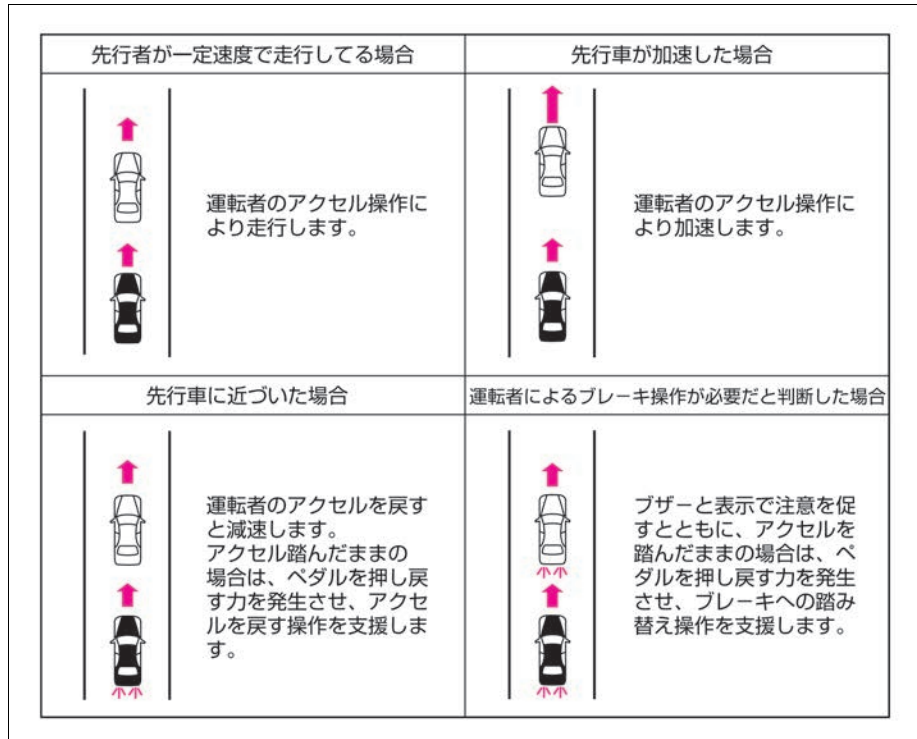 先行者が一定速度で走行してる場合
先行車が加速した場合
運転者のアクセル操作に
より走行します。
運転者のアクセル操作に
より加速します。
先行車に近づいた場合
運転者によるブレーキ操作が必要だと判断した場合
運転者のアクセルを戻す
と減速します。
アクセル踏んだままの
場合は、ペダルを押し戻
す力を発生させ、アクセ
ルを戻す操作を支援しま
す。
ブザーと表示で注意を促
すとともに、アクセルを
踏んだままの場合は、ペ
ダルを押し戻す力を発生
させ、ブレーキへの踏み
替え操作を支援します。